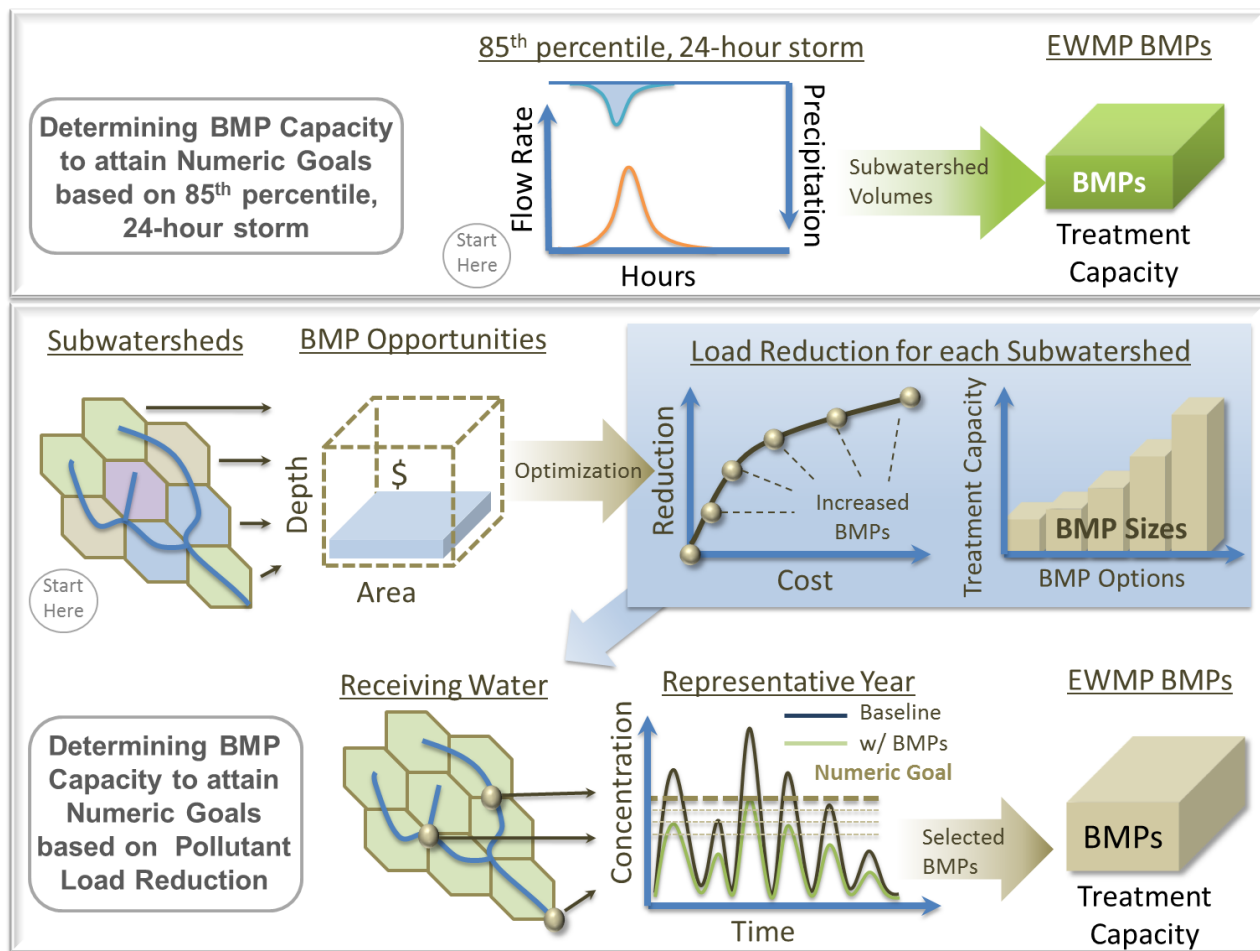 85th percentile, 24-hour storm
EWMP BMPs
Determining BMP Capacity
to attain Numeric Goals
based on 85th percentile,
24-hour storm
Start
Here
Flow Rate
Precipitation
Hours
Subwatershed
Volumes
BMPs
Treatment
Capacity
Subwatersheds
BMP Opportunities
Load Reduction for each Subwatershed
Start
Here
Depth
$
Area
Optimization
Reduction
Increased
BMPs
Cost
Treatment Capacity
BMP Sizes
BMP Options
Receiving Water
Representative Year
EWMP BMPs
Determining BMP
Capacity to attain
Numeric Goals
based on Pollutant
Load Reduction
Concentration
Baseline
w/ BMPs
Numeric Goal
Time
Selected
BMPs
BMPs
Treatment
Capacity